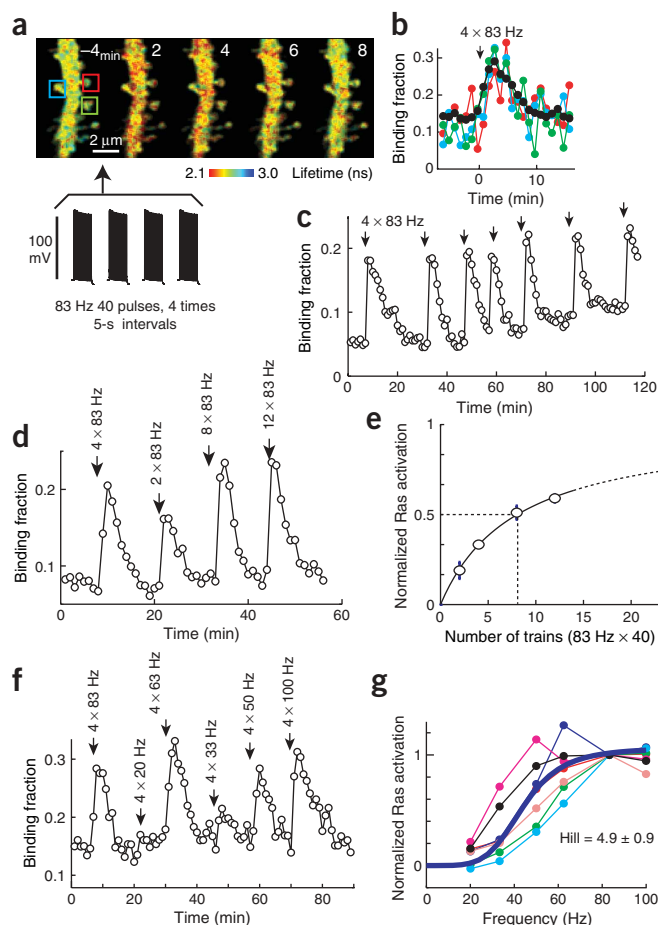 a
−4min
2
4
6
8
2 μm
2.1
3.0
Lifetime (ns)
100
mV
83 Hz 40 pulses, 4 times
5-s intervals
b
4 × 83 Hz
Binding fraction
0.3
0.2
0.1
0
10
Time (min)
c
4 × 83 Hz
Binding fraction
0.2
0.1
0
0
20
40
60
80
100
120
Time (min)
d
4 × 83 Hz
2 × 83 Hz
8 × 83 Hz
12 × 83 Hz
Binding fraction
0.2
0.1
0
20
40
60
Time (min)
e
Normalized Ras activation
1
0.5
0
0
5
10
15
20
Number of trains (83 Hz × 40)
f
4 × 83 Hz
4 × 20 Hz
4 × 63 Hz
4 × 33 Hz
4 × 50 Hz
4 × 100 Hz
Binding fraction
0.3
0.2
0.1
0
20
40
60
80
Time (min)
g
Normalized Ras activation
1
0
Hill = 4.9 ± 0.9
0
20
40
60
80
100
Frequency (Hz)